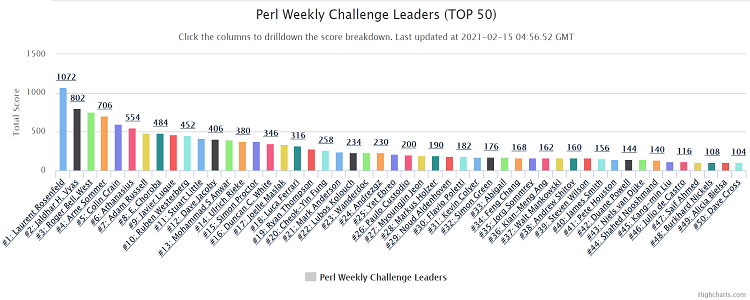 Perl Weekly Challenge Leaders (TOP 50)
Click the columns to drilldown the score breakdown. Last updated at 2021-02-15 04:56:52 GMT
Total Score
1500
1000
500
0
1072
802
706
554
484
452
406
380
346
316
258
234
230
200
190
182
176
168
162
160
156
144
140
116
108
104
#1: Laurent Rosenfeld
#2: Jaldhar H. Vyas
#3: Roger Bell_West
#4: Arne Sommer
#5: Colin Crain
#6: Athanasius
#7: Adam Russell
#8: E. Choroba
#9: Javier Luque
#10: Ruben Westerberg
#11: Stuart Little
#12: Dave Jacoby
#13: Mohammad S Anwar
#14: Ulrich Rieke
#15: Simon Proctor
#16: Duncan C. White
#17: Joelle Maslak
#18: Luca Ferrari
#19: Ryan Thompson
#20: Cheok-Yin Fung
#21: Mark Anderson
#22: Lubos Kolouch
#23: Wanderdoc
#24: Andrezgz
#25: Yet Ebreo
#26: Paulo Custodio
#27: Myoungjin Jeon
#28: Markus Holzer
#29: Noud Aldenhoven
#30: Flavio Poletti
#31: Kevin Colyer
#32: Simon Green
#33: Abigail
#34: Feng Chang
#35: Jorg Sommrey
#36: Kian-Meng Ang
#37: Walt Mankowski
#38: Andrew Shitov
#39: Steven Wilson
#40: James Smith
#41: Pete Houston
#42: Duane Powell
#43: Niels van Dijke
#44: Shahed Nooshmand
#45: Kang-min Liu
#46: Julio de Castro
#47: Saif Ahmed
#48: Burkhard Nickels
#49: Alicia Bielsa
#50: Dave Cross
Perl Weekly Challenge Leaders
Highcharts.com